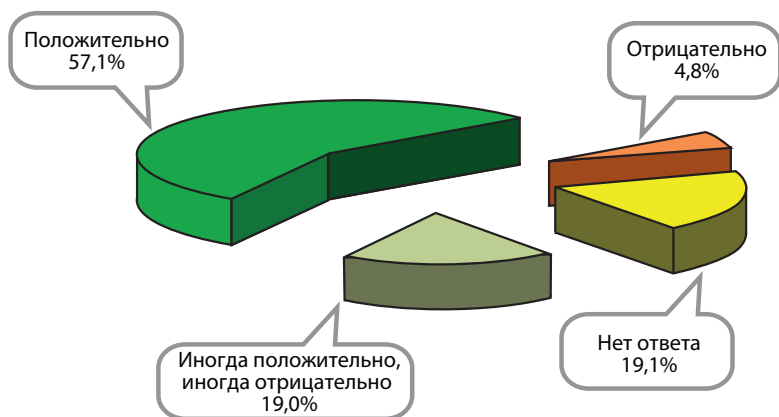 Положительно
57,1%
Отрицательно
4,8%
Иногда положительно,
иногда отрицательно
19,0%
Нет ответа
19,1%